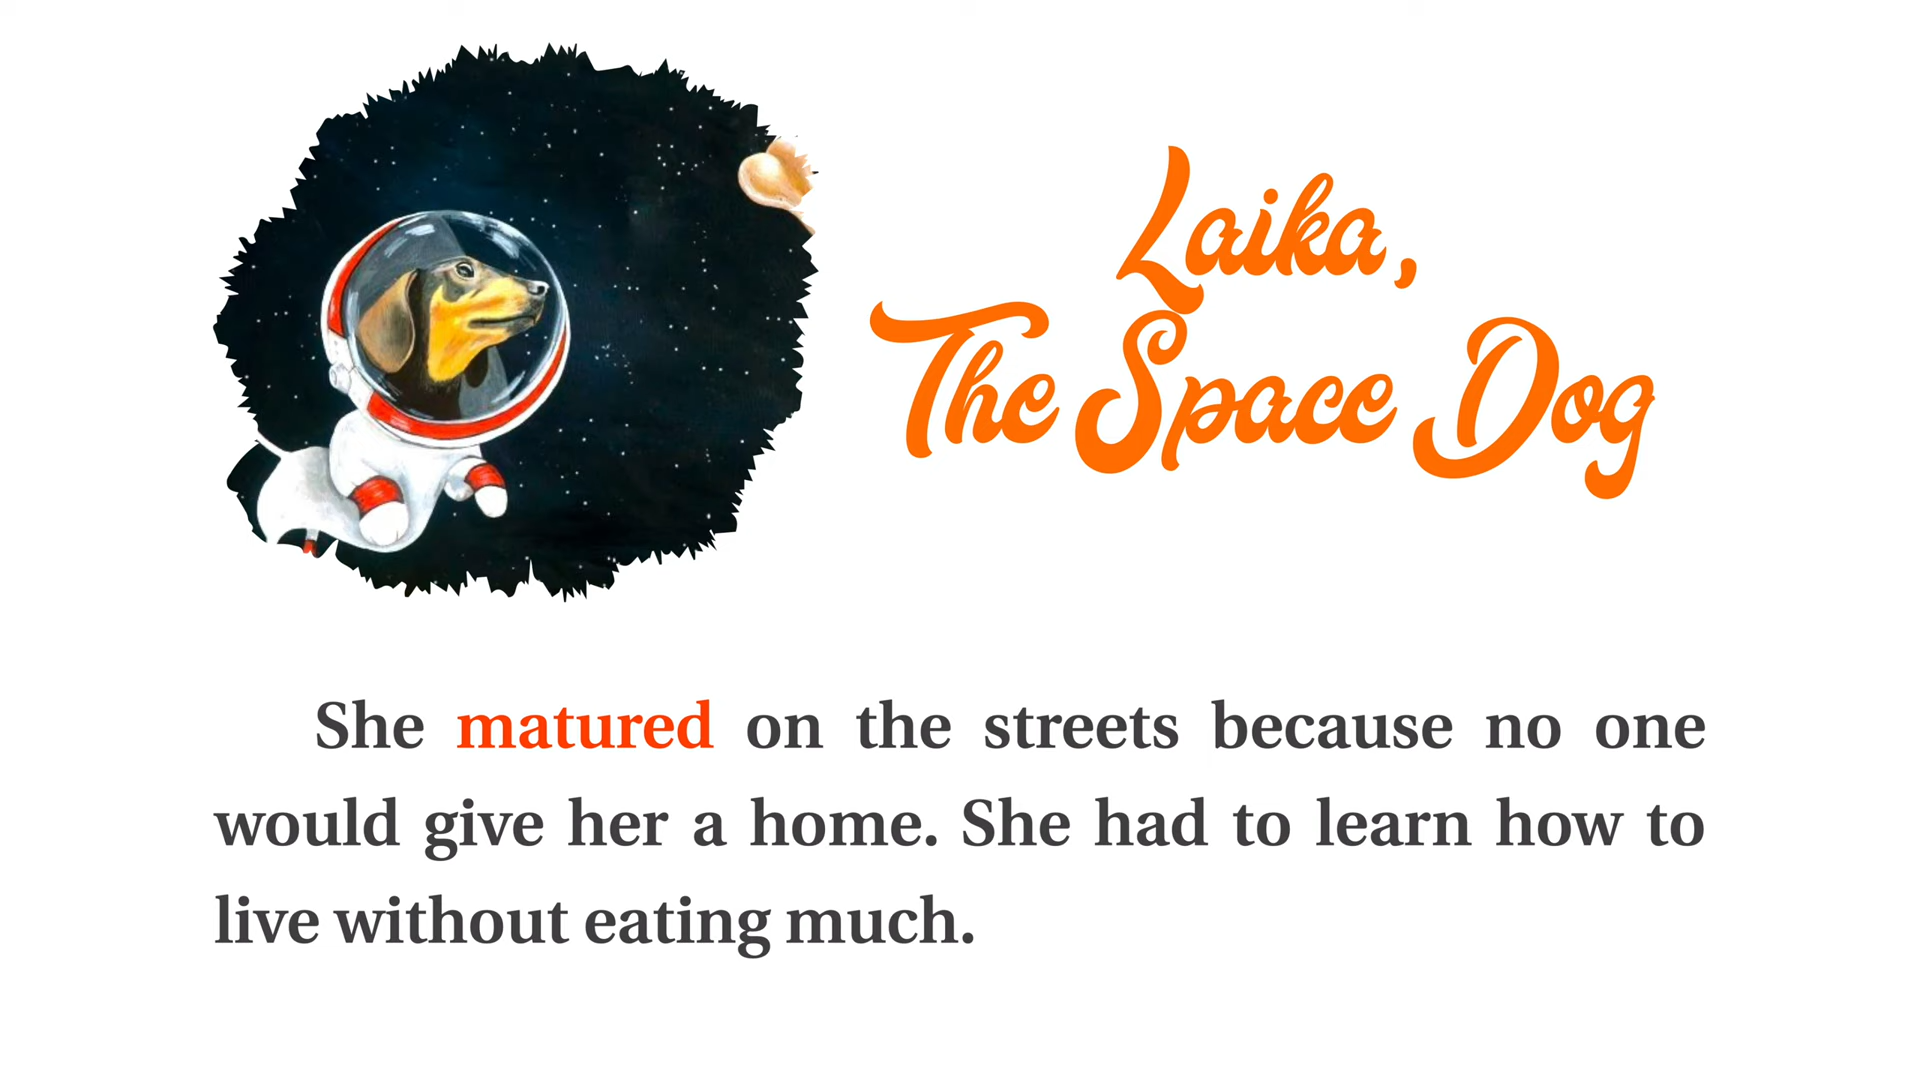 Laika,
The Space Dog
She matured on the streets because no one
would give her a home. She had to learn how to
live without eating much.